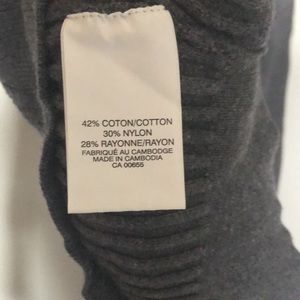 42% COTON/COTTON
30% NYLON
28% RAYONNE/RAYON
FABRIQUÉ AU CAMBODGE
MADE IN CAMBODIA
CA 00655